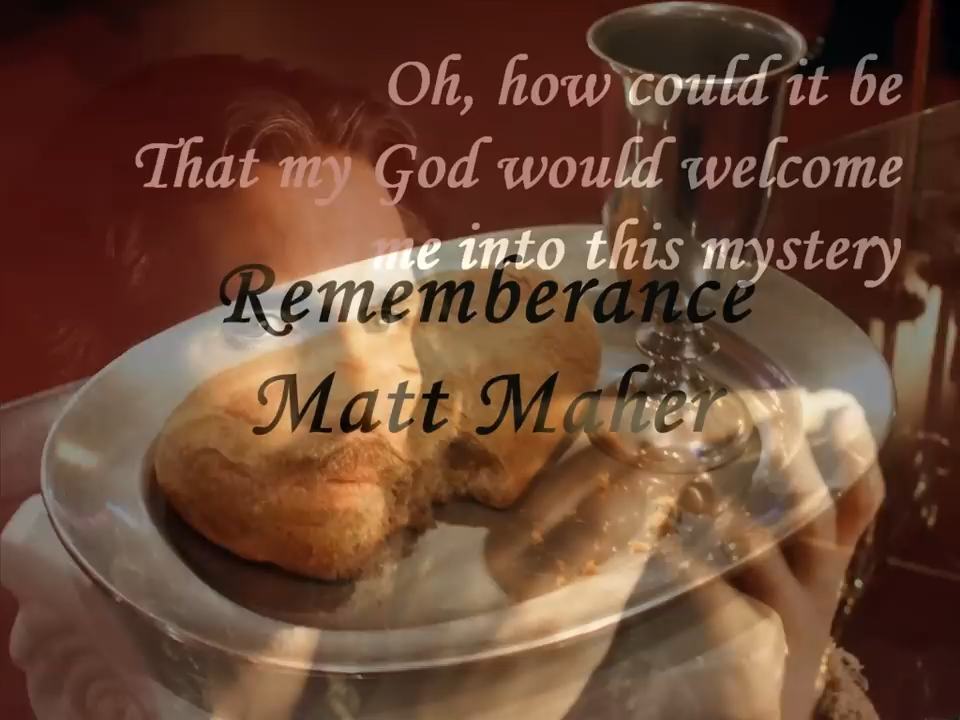 Oh, how could it be
That my God would welcome
me into this mystery
Rememberance
Matt Maher